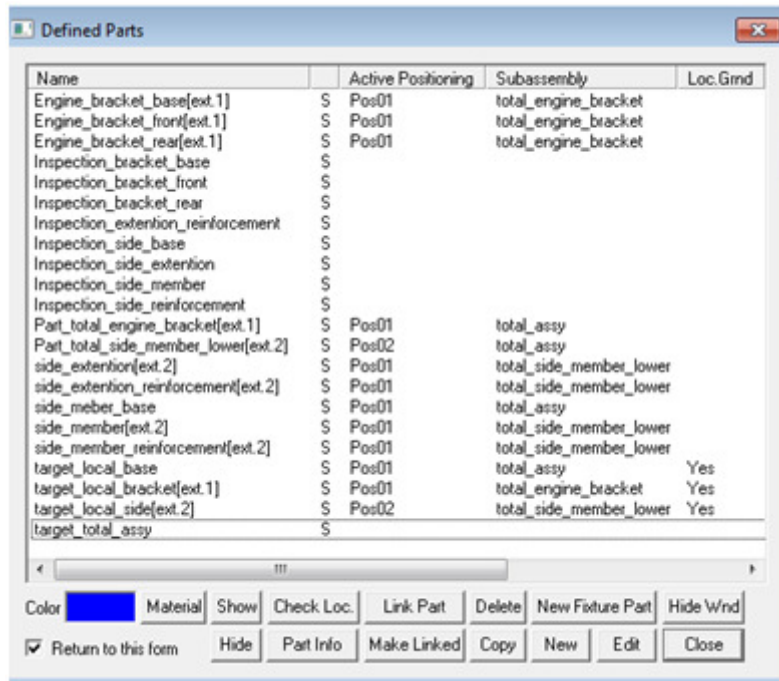 Defined Parts
Name Active Positioning Subassembly Loc.Grnd
Engine_bracket_base[ext.1] S Pos01 total_engine_bracket
Engine_bracket_front[ext.1] S Pos01 total_engine_bracket
Engine_bracket_rear[ext.1] S Pos01 total_engine_bracket
Inspection_bracket_base S
Inspection_bracket_front S
Inspection_bracket_rear S
Inspection_extention_reinforcement S
Inspection_side_base S
Inspection_side_extention S
Inspection_side_member S
Inspection_side_reinforcement S
Part_total_engine_bracket[ext.1] S Pos01 total_assy
Part_total_side_member_lower[ext.2] S Pos02 total_assy
side_extention[ext.2] S Pos01 total_side_member_lower
side_extention_reinforcement[ext.2] S Pos01 total_side_member_lower
side_meber_base S Pos01 total_assy
side_member[ext.2] S Pos01 total_side_member_lower
side_member_reinforcement[ext.2] S Pos01 total_side_member_lower
target_local_base S Pos01 total_assy Yes
target_local_bracket[ext.1] S Pos01 total_engine_bracket Yes
target_local_side[ext.2] S Pos02 total_side_member_lower Yes
target_total_assy S
Color Material Show Check Loc. Link Part Delete New Fixture Part Hide Wnd
Return to this form Hide Part Info Make Linked Copy New Edit Close